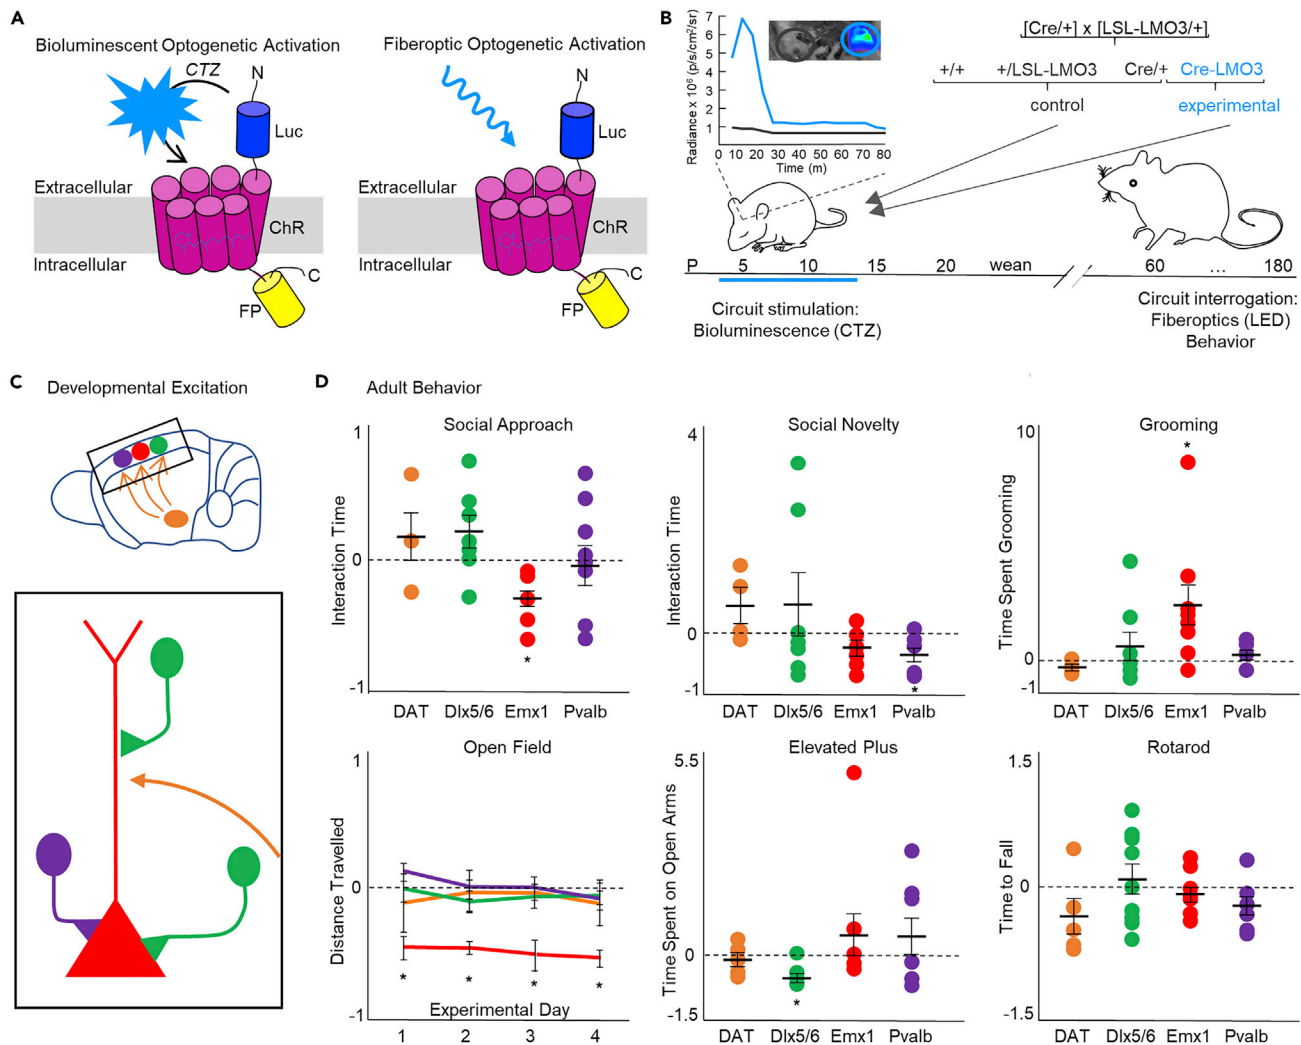 A
Bioluminescent Optogenetic Activation
CTZ
N
Luc
Extracellular
ChR
Intracellular
C
FP
Fiberoptic Optogenetic Activation
N
Luc
Extracellular
ChR
Intracellular
C
FP
B
Radiance x 10⁶ (p/s/cm²/sr)
7
6
5
4
3
2
1
10 20 30 40 50 60 70 80
Time (m)
[Cre/+] x [LSL-LMO3/+]
+/+ +/LSL-LMO3 Cre/+ Cre-LMO3
control experimental
P 5 10 15 20 wean 60 ... 180
Circuit stimulation:
Bioluminescence (CTZ)
Circuit interrogation:
Fiberoptics (LED)
Behavior
C Developmental Excitation
D Adult Behavior
Social Approach
Interaction Time
1
0
-1
*
DAT Dlx5/6 Emx1 Pvalb
Social Novelty
Interaction Time
4
0
-1
*
DAT Dlx5/6 Emx1 Pvalb
Grooming
Time Spent Grooming
10
0
-1
*
DAT Dlx5/6 Emx1 Pvalb
Open Field
Distance Travelled
1
0
-1
* * * *
Experimental Day
1 2 3 4
Elevated Plus
Time Spent on Open Arms
5.5
0
-1.5
*
DAT Dlx5/6 Emx1 Pvalb
Rotarod
Time to Fall
1.5
0
-1.5
DAT Dlx5/6 Emx1 Pvalb